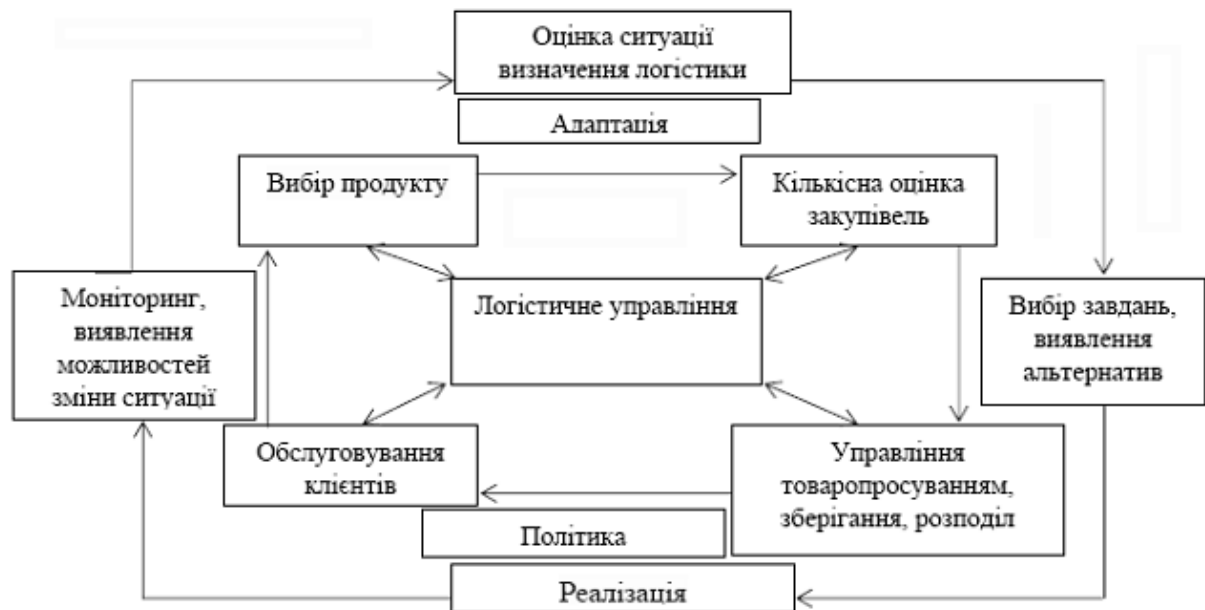 Оцінка ситуації
визначення логістики
Адаптація
Вибір продукту
Кількісна оцінка
закупівель
Моніторинг,
виявлення
можливостей
зміни ситуації
Логістичне управління
Вибір завдань,
виявлення
альтернатив
Обслуговування
клієнтів
Управління
товаропросуванням,
зберігання, розподіл
Політика
Реалізація